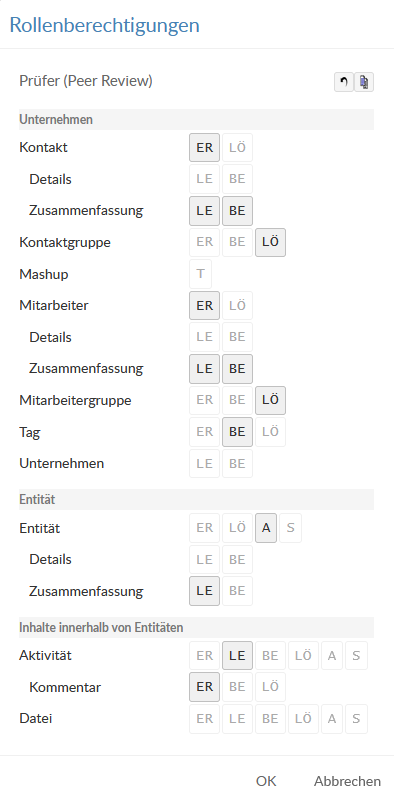 Rollenberechtigungen
Prüfer (Peer Review)
Unternehmen
Kontakt ER LÖ
Details LE BE
Zusammenfassung LE BE
Kontaktgruppe ER BE LÖ
Mashup T
Mitarbeiter ER LÖ
Details LE BE
Zusammenfassung LE BE
Mitarbeitergruppe ER BE LÖ
Tag ER BE LÖ
Unternehmen LE BE
Entität
Entität ER LÖ A S
Details LE BE
Zusammenfassung LE BE
Inhalte innerhalb von Entitäten
Aktivität ER LE BE LÖ A S
Kommentar ER BE LÖ
Datei ER LE BE LÖ A S
OK Abbrechen